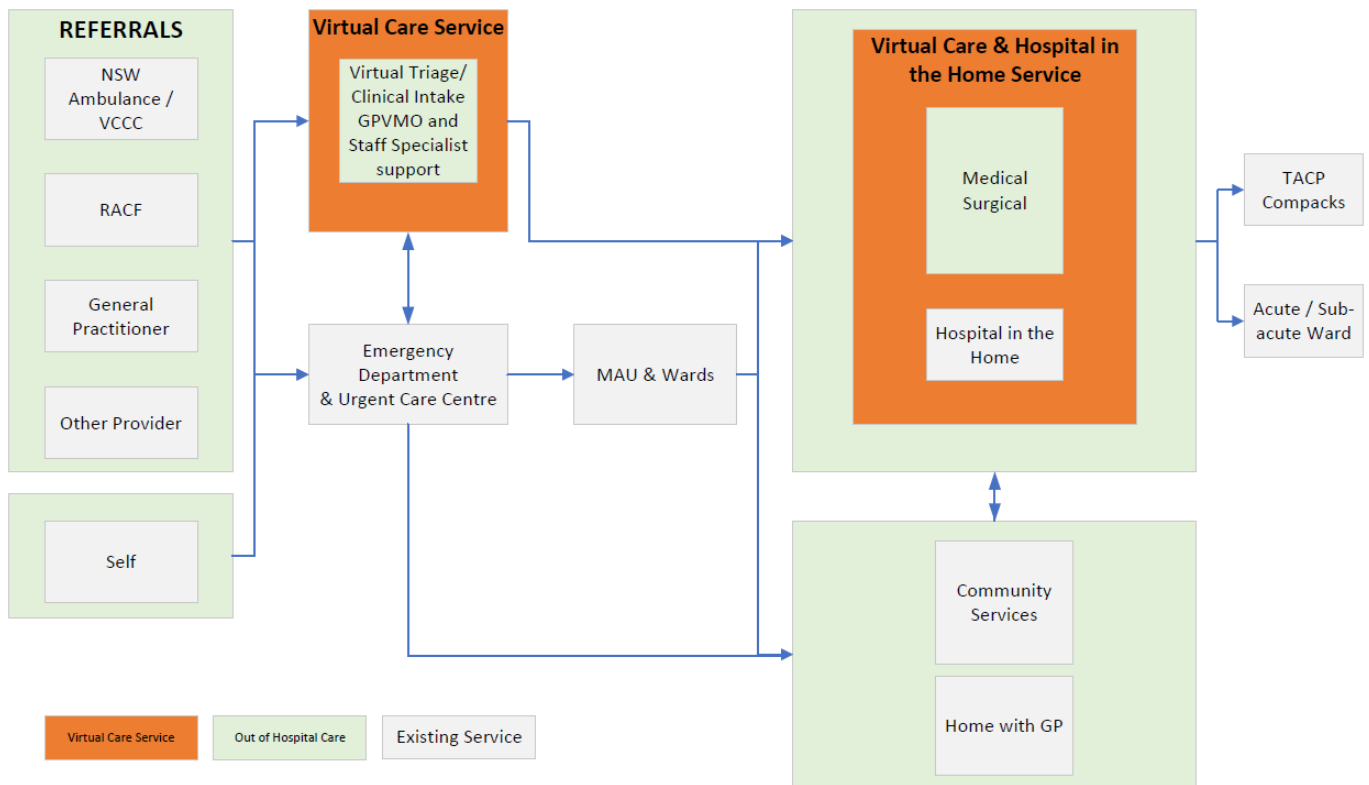 REFERRALS
NSW
Ambulance /
VCCC
RACF
General
Practitioner
Other Provider
Self
Virtual Care Service
Virtual Triage/
Clinical Intake
GPVMO and
Staff Specialist
support
Emergency
Department
& Urgent Care Centre
MAU & Wards
Virtual Care & Hospital in
the Home Service
Medical
Surgical
Hospital in the
Home
TACP
Compacks
Acute / Sub-
acute Ward
Community
Services
Home with GP
Virtual Care Service
Out of Hospital Care
Existing Service